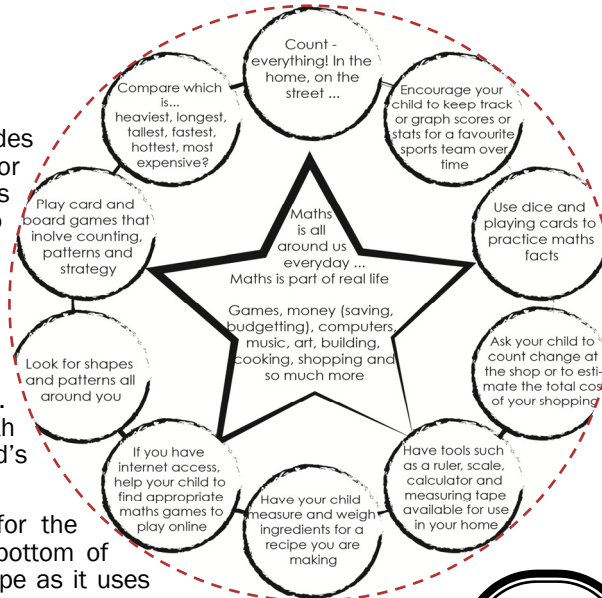 Count -
everything! In the
home, on the
street ...
Encourage your
child to keep track
or graph scores or
stats for a favourite
sports team over
time
Use dice and
playing cards to
practice maths
facts
Ask your child to
count change at
the shop or to esti-
mate the total cost
of your shopping
Have tools such
as a ruler, scale,
calculator and
measuring tape
available for use
in your home
Have your child
measure and weigh
ingredients for a
recipe you are
making
If you have
internet access,
help your child to
find appropriate
maths games to
play online
Look for shapes
and patterns all
around you
Play card and
board games that
inolve counting,
patterns and
strategy
Compare which
is...
heaviest, longest,
tallest, fastest,
hottest, most
expensive?
Maths
is all
around us
everyday ...
Maths is part of real life
Games, money (saving,
budgetting), computers,
music, art, building,
cooking, shopping and
so much more
for the
bottom of
as it uses